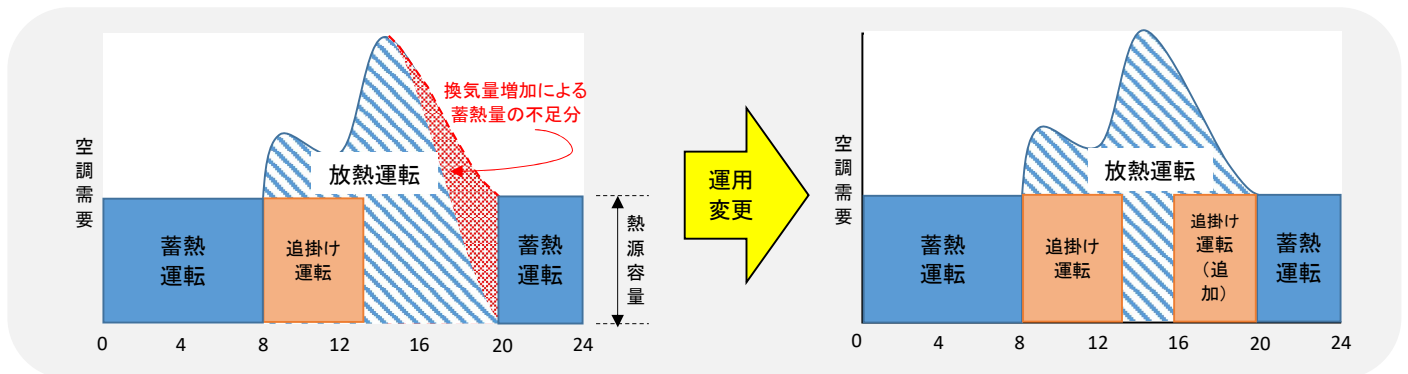 空調需要
換気量増加による
蓄熱量の不足分
放熱運転
蓄熱
運転
追掛け
運転
蓄熱
運転
熱源容量
0 4 8 12 16 20 24
運用
変更
空調需要
放熱運転
蓄熱
運転
追掛け
運転
追掛け
運転
（追
加）
蓄熱
運転
0 4 8 12 16 20 24